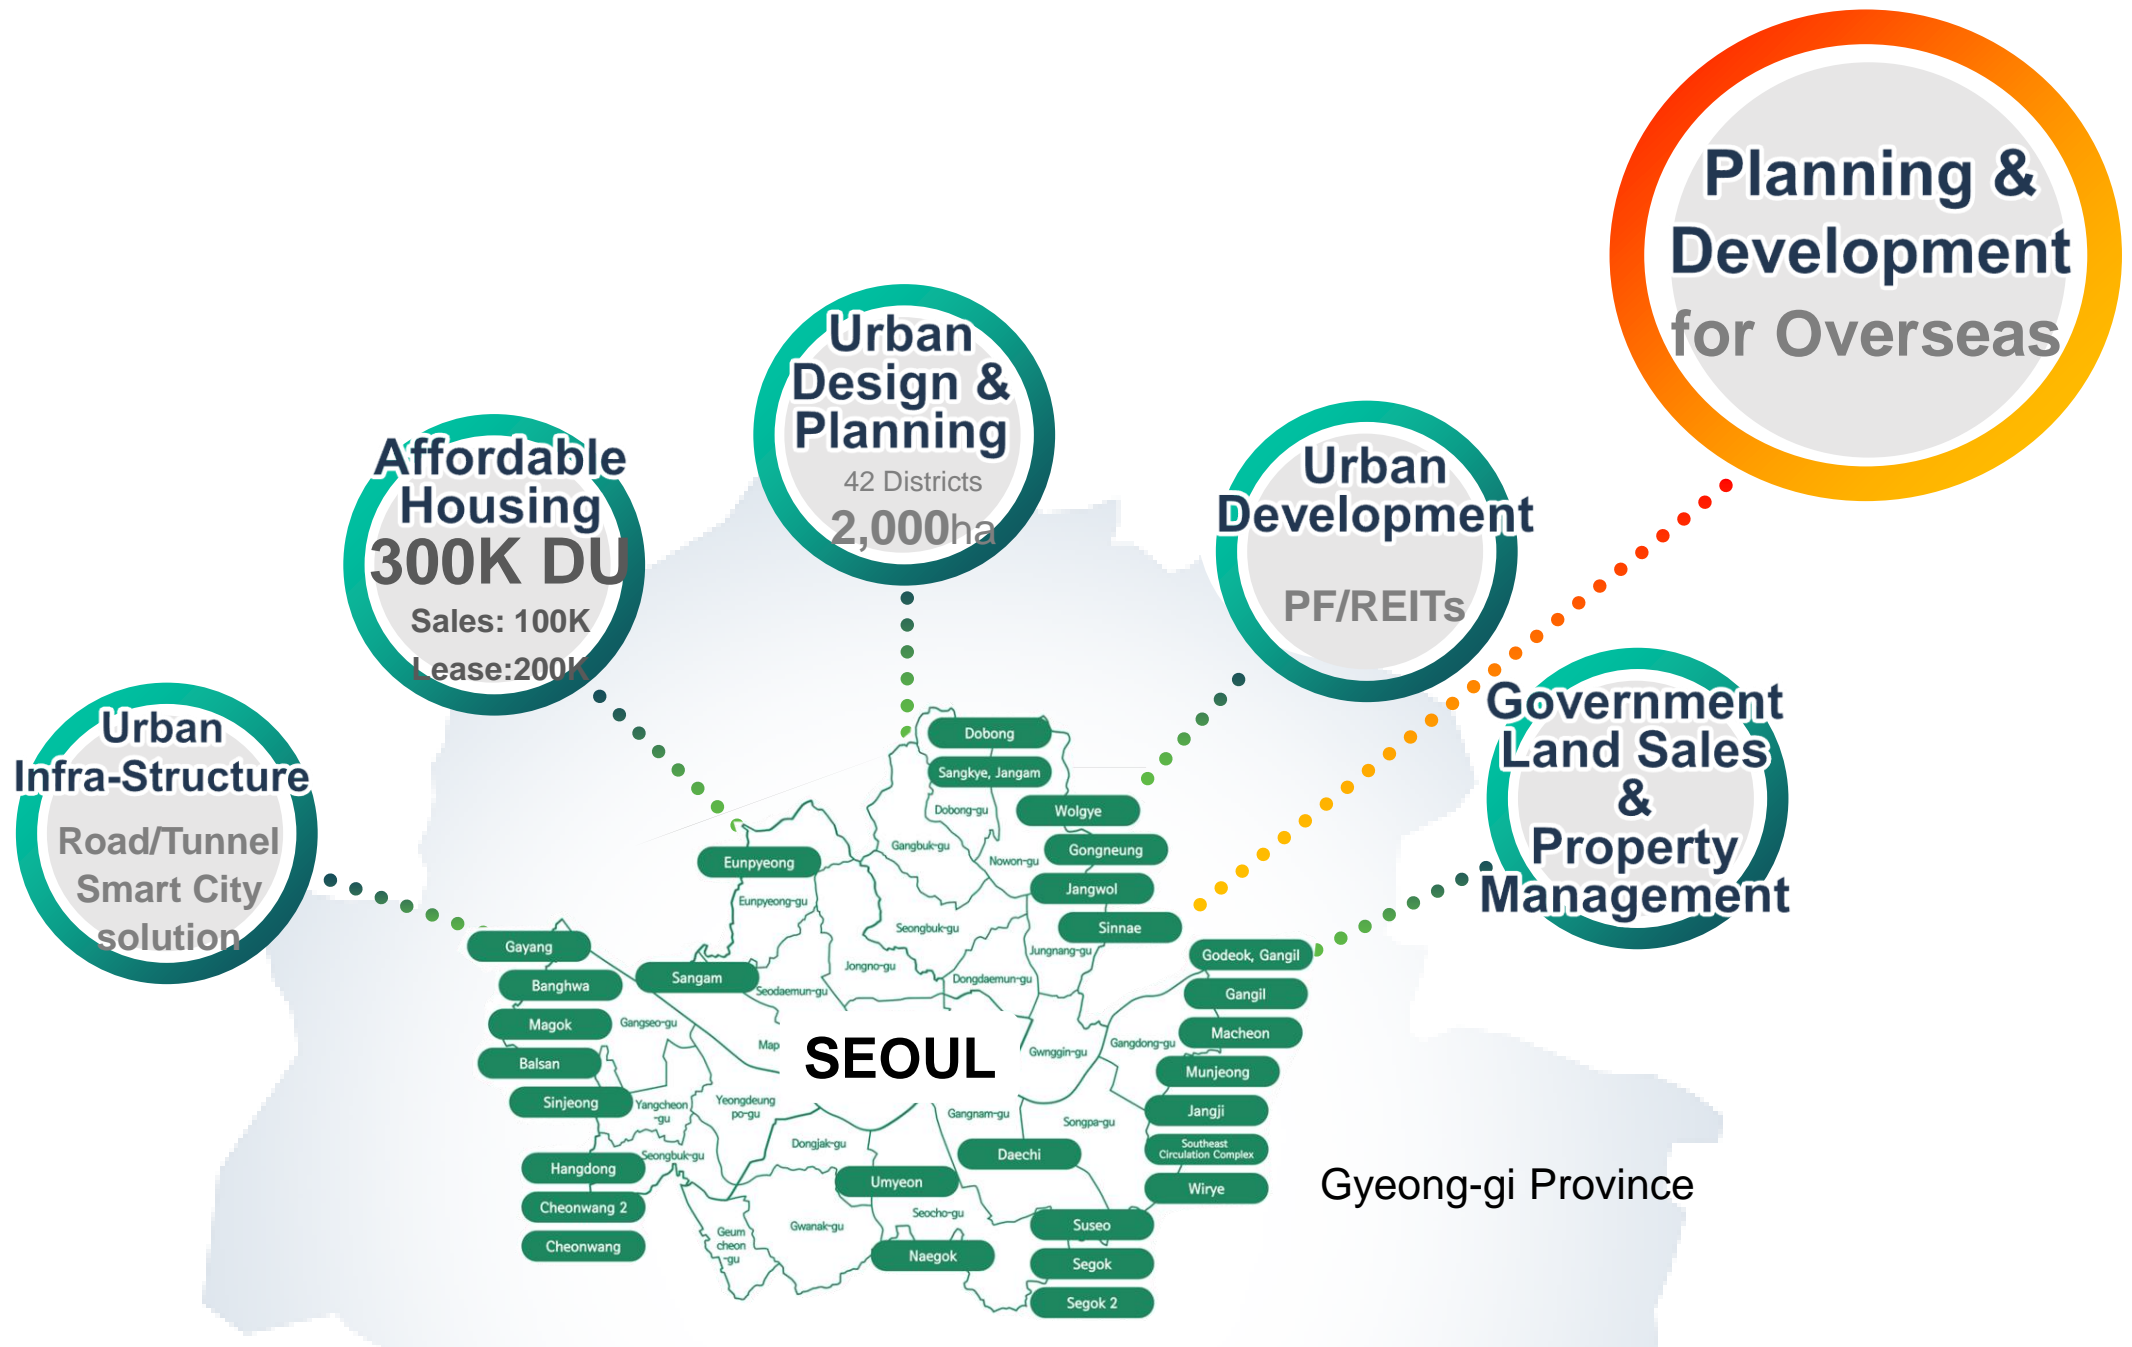 Planning &
Development
for Overseas
Urban
Design &
Planning
42 Districts
2,000ha
Affordable
Housing
300K DU
Sales: 100K
Lease:200K
Urban
Development
PF/REITs
Urban
Infra-Structure
Road/Tunnel
Smart City
solution
Government
Land Sales
&
Property
Management
Dobong
Sangkye, Jangam
Dobong-gu
Wolgye
Gangbuk-gu
Gongneung
Nowon-gu
Eunpyeong
Jangwol
Eunpyeong-gu
Sinnae
Seongbuk-gu
Gayang
Jungnang-gu
Godeok, Gangil
Jongno-gu
Sangam
Dongdaemun-gu
Banghwa
Seodaemun-gu
Gangil
Magok
Gangseo-gu
Macheon
Map
SEOUL
Gwnggin-gu
Gangdong-gu
Balsan
Munjeong
Sinjeong
Yangcheon
-gu
Yeongdeung
po-gu
Gangnam-gu
Songpa-gu
Jangji
Dongjak-gu
Southeast
Circulation Complex
Seongbuk-gu
Daechi
Hangdong
Umyeon
Wirye
Gyeong-gi Province
Cheonwang 2
Seocho-gu
Gwanak-gu
Suseo
Geum
cheon
-gu
Cheonwang
Naegok
Segok
Segok 2